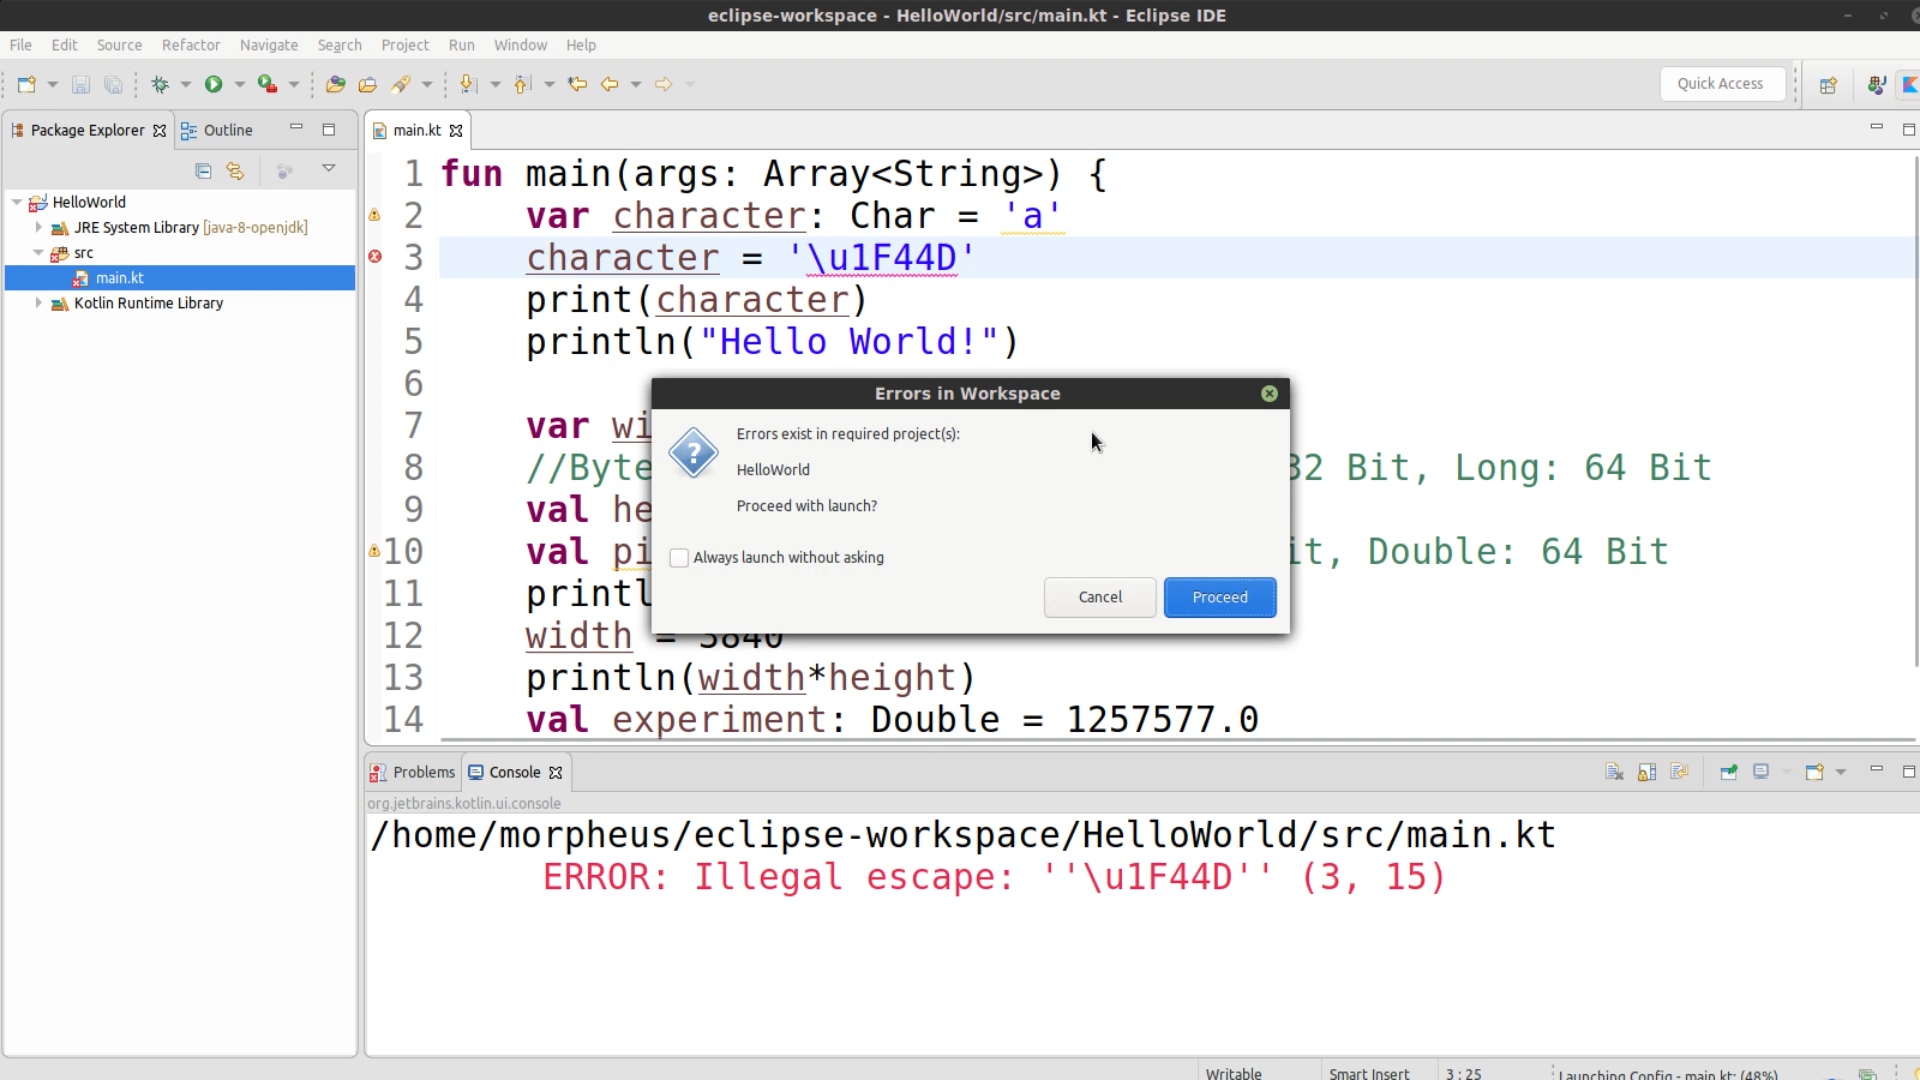 eclipse-workspace - HelloWorld/src/main.kt - Eclipse IDE
File Edit Source Refactor Navigate Search Project Run Window Help
Quick Access
Package Explorer Outline
main.kt
HelloWorld
JRE System Library [java-8-openjdk]
src
main.kt
Kotlin Runtime Library
1 fun main(args: Array<String>) {
2 var character: Char = 'a'
3 character = '\u1F44D'
4 print(character)
5 println("Hello World!")
6
7 var wi
8 //Byte 32 Bit, Long: 64 Bit
9 val he
10 val pi it, Double: 64 Bit
11 printl
12 width = 3840
13 println(width*height)
14 val experiment: Double = 1257577.0
Errors in Workspace
Errors exist in required project(s):
HelloWorld
Proceed with launch?
Always launch without asking
Cancel Proceed
Problems Console
org.jetbrains.kotlin.ui.console
/home/morpheus/eclipse-workspace/HelloWorld/src/main.kt
ERROR: Illegal escape: ''\u1F44D'' (3, 15)
Writable Smart Insert 3 : 25 Launching Config - main.kt: (48%)